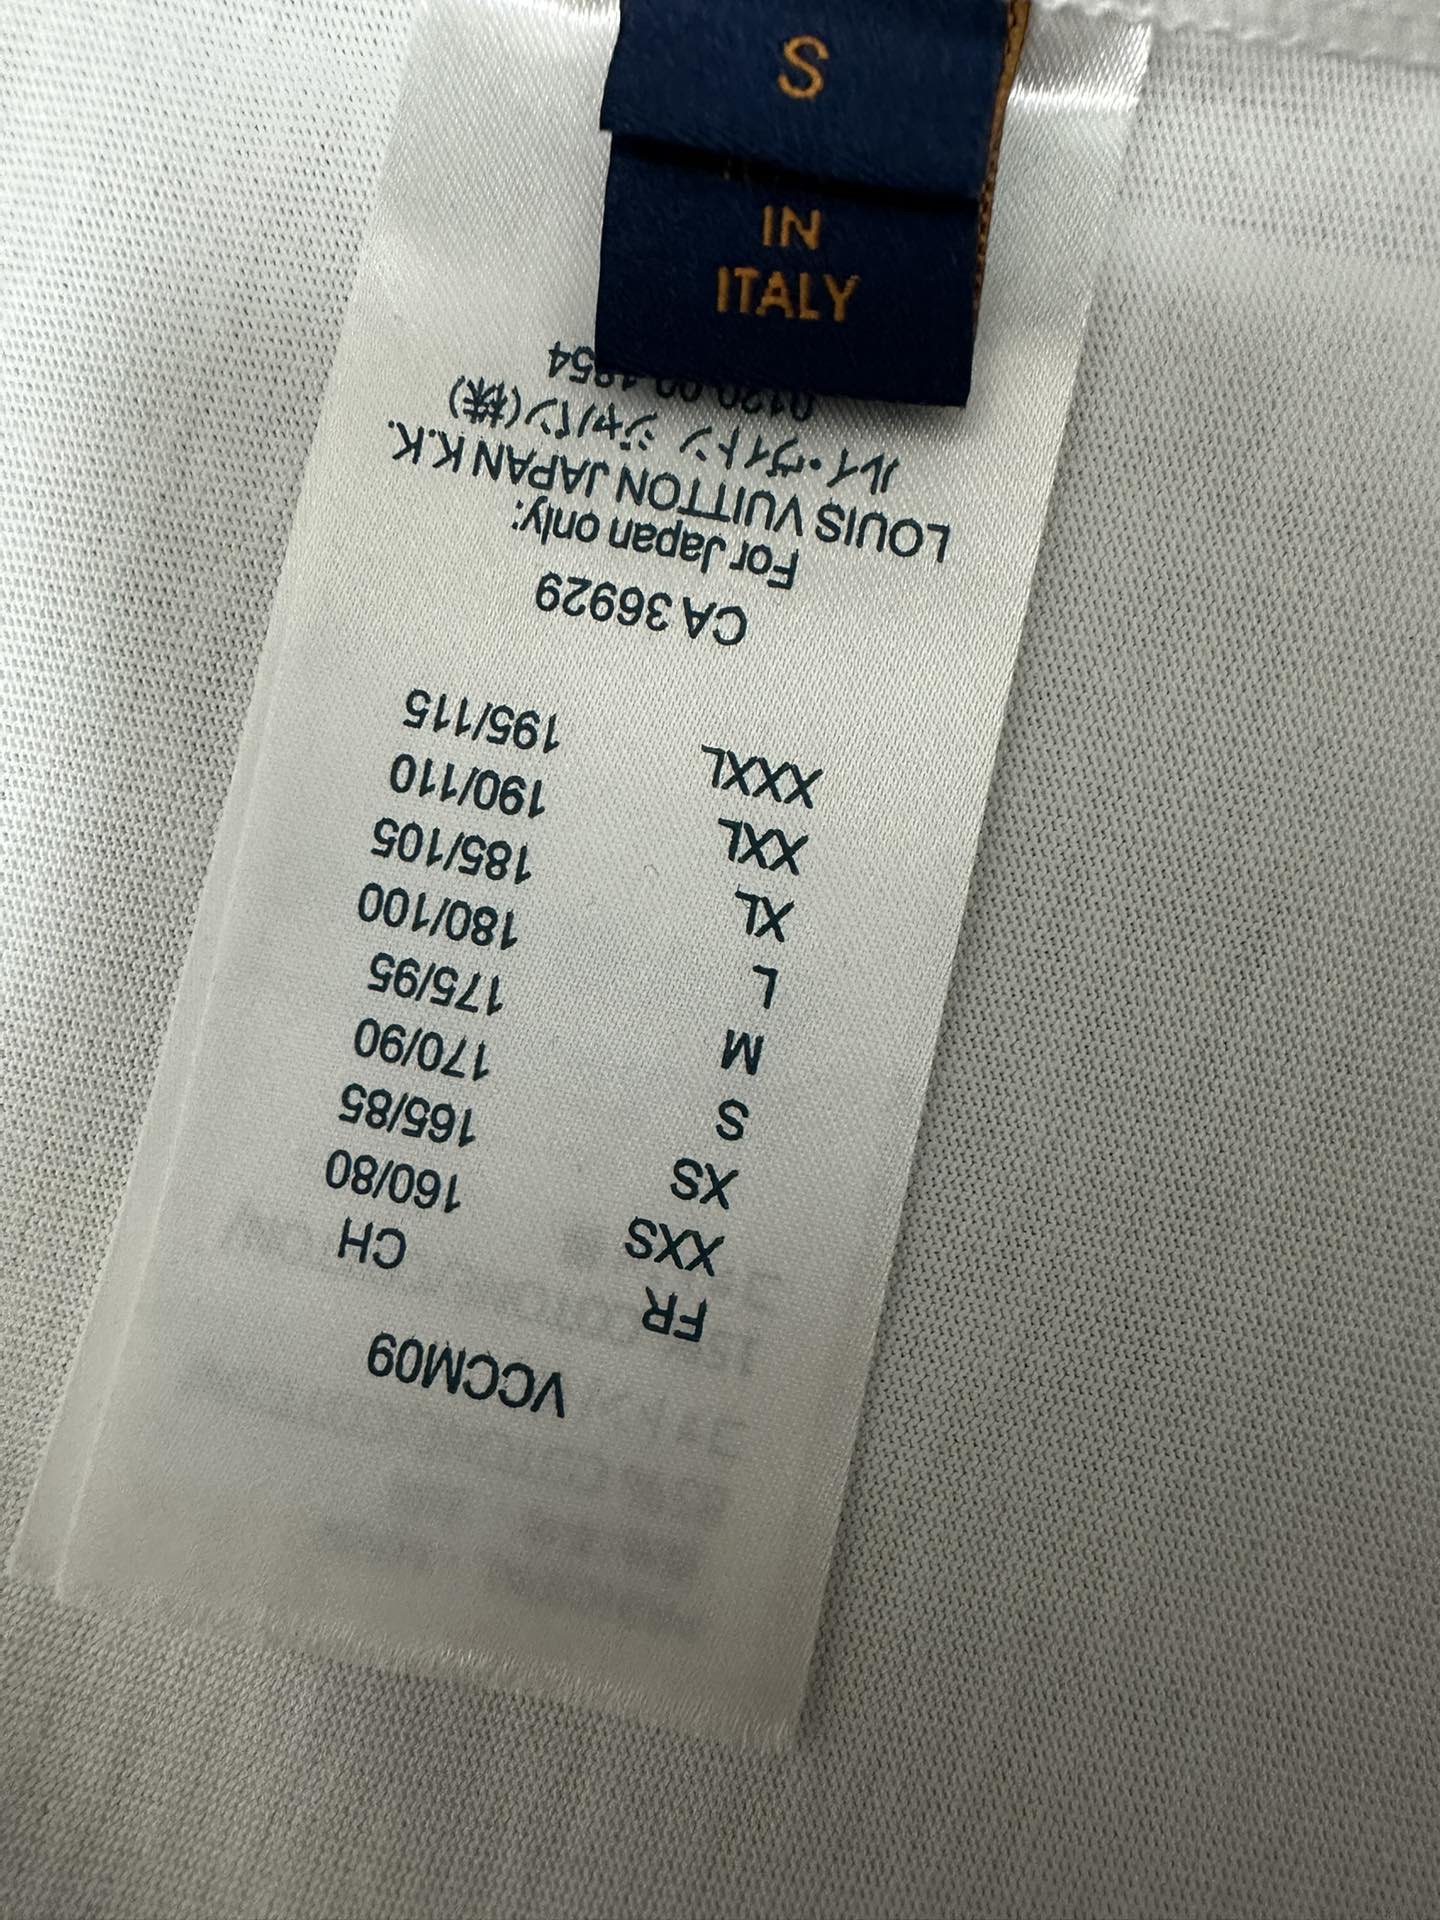 S
IN
ITALY
VCCM09
FR CH
XXS 160/80
XS 165/85
S 170/90
M 175/95
L 180/100
XL 185/105
XXL 190/110
XXXL 195/115
CA 36929
For Japan only:
LOUIS VUITTON JAPAN K.K.
ルイ・ヴィトン ジャパン(株)
0120 00 1854